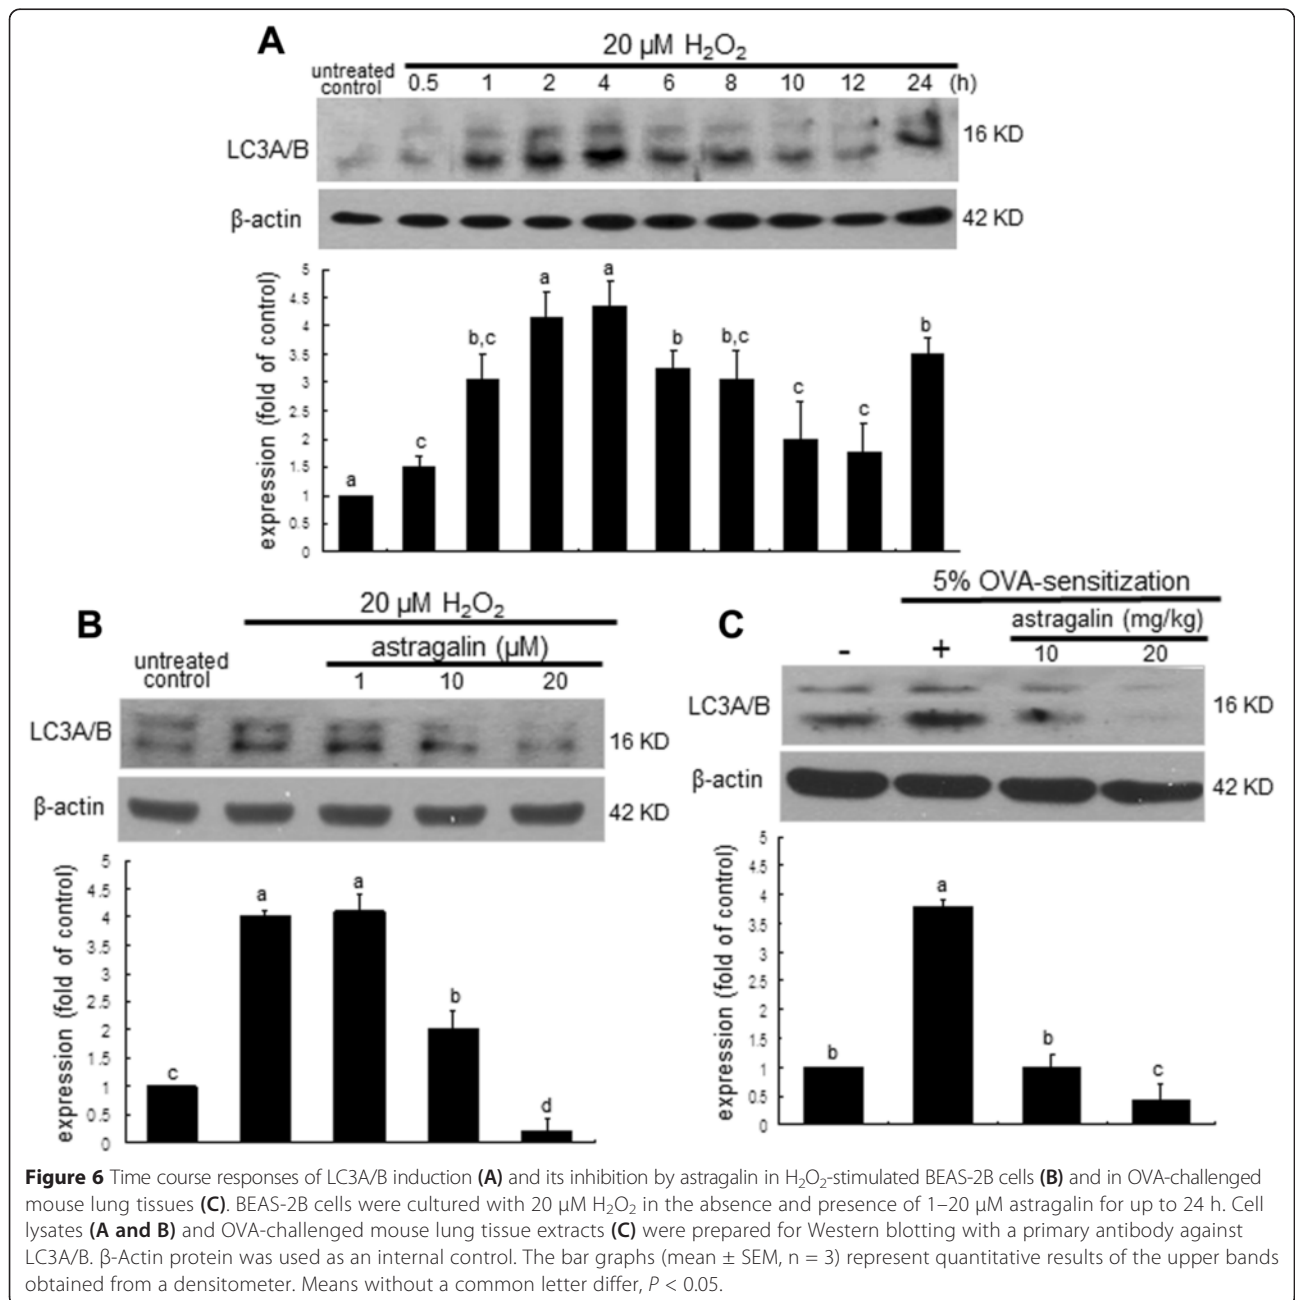 A
20 µM H₂O₂
untreated
control
0.5 1 2 4 6 8 10 12 24 (h)
LC3A/B
16 KD
β-actin
42 KD
expression (fold of control)
5
4.5
4
3.5
3
2.5
2
1.5
1
0.5
0
a c b,c a a b b,c c c b
B
20 µM H₂O₂
astragalin (µM)
untreated
control
1 10 20
LC3A/B
16 KD
β-actin
42 KD
expression (fold of control)
5
4.5
4
3.5
3
2.5
2
1.5
1
0.5
0
c a a b d
C
5% OVA-sensitization
astragalin (mg/kg)
- + 10 20
LC3A/B
16 KD
β-actin
42 KD
expression (fold of control)
5
4.5
4
3.5
3
2.5
2
1.5
1
0.5
0
b a b c
Figure 6 Time course responses of LC3A/B induction (A) and its inhibition by astragalin in H₂O₂-stimulated BEAS-2B cells (B) and in OVA-challenged
mouse lung tissues (C). BEAS-2B cells were cultured with 20 µM H₂O₂ in the absence and presence of 1–20 µM astragalin for up to 24 h. Cell
lysates (A and B) and OVA-challenged mouse lung tissue extracts (C) were prepared for Western blotting with a primary antibody against
LC3A/B. β-Actin protein was used as an internal control. The bar graphs (mean ± SEM, n = 3) represent quantitative results of the upper bands
obtained from a densitometer. Means without a common letter differ, P < 0.05.